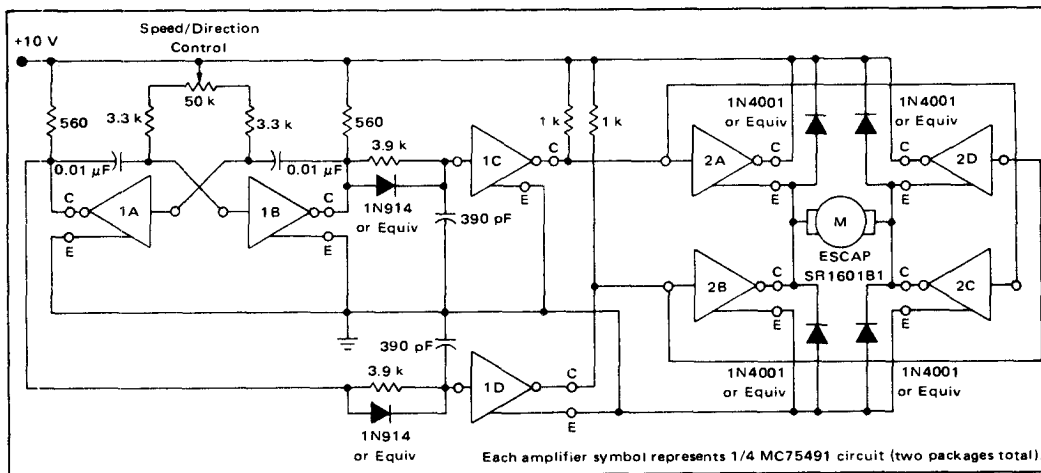 Speed/Direction
Control
+10 V
50 k
560
3.3 k
3.3 k
560
0.01 µF
0.01 µF
3.9 k
1N914
or Equiv
390 pF
1 k
1 k
1N4001
or Equiv
1N4001
or Equiv
C
1A
E
1B
C
E
1C
C
E
2A
C
E
C
2D
E
M
ESCAP
SR1601B1
2B
C
E
C
2C
E
390 pF
3.9 k
1D
C
E
1N914
or Equiv
1N4001
or Equiv
1N4001
or Equiv
Each amplifier symbol represents 1/4 MC75491 circuit (two packages total)